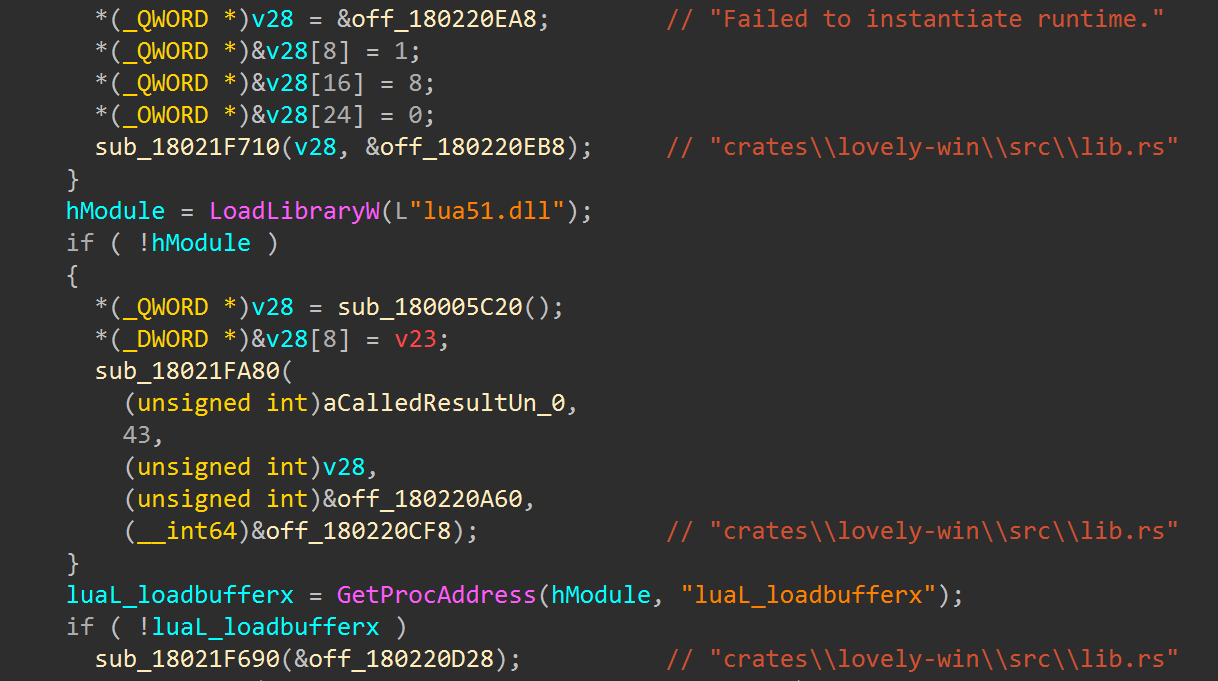 *(_QWORD *)v28 = &off_180220EA8; // "Failed to instantiate runtime."
*(_QWORD *)&v28[8] = 1;
*(_QWORD *)&v28[16] = 8;
*(_OWORD *)&v28[24] = 0;
sub_18021F710(v28, &off_180220EB8); // "crates\\lovely-win\\src\\lib.rs"
}
hModule = LoadLibraryW(L"lua51.dll");
if ( !hModule )
{
*(_QWORD *)v28 = sub_180005C20();
*(_DWORD *)&v28[8] = v23;
sub_18021FA80(
(unsigned int)aCalledResultUn_0,
43,
(unsigned int)v28,
(unsigned int)&off_180220A60,
(__int64)&off_180220CF8); // "crates\\lovely-win\\src\\lib.rs"
}
luaL_loadbufferx = GetProcAddress(hModule, "luaL_loadbufferx");
if ( !luaL_loadbufferx )
sub_18021F690(&off_180220D28); // "crates\\lovely-win\\src\\lib.rs"